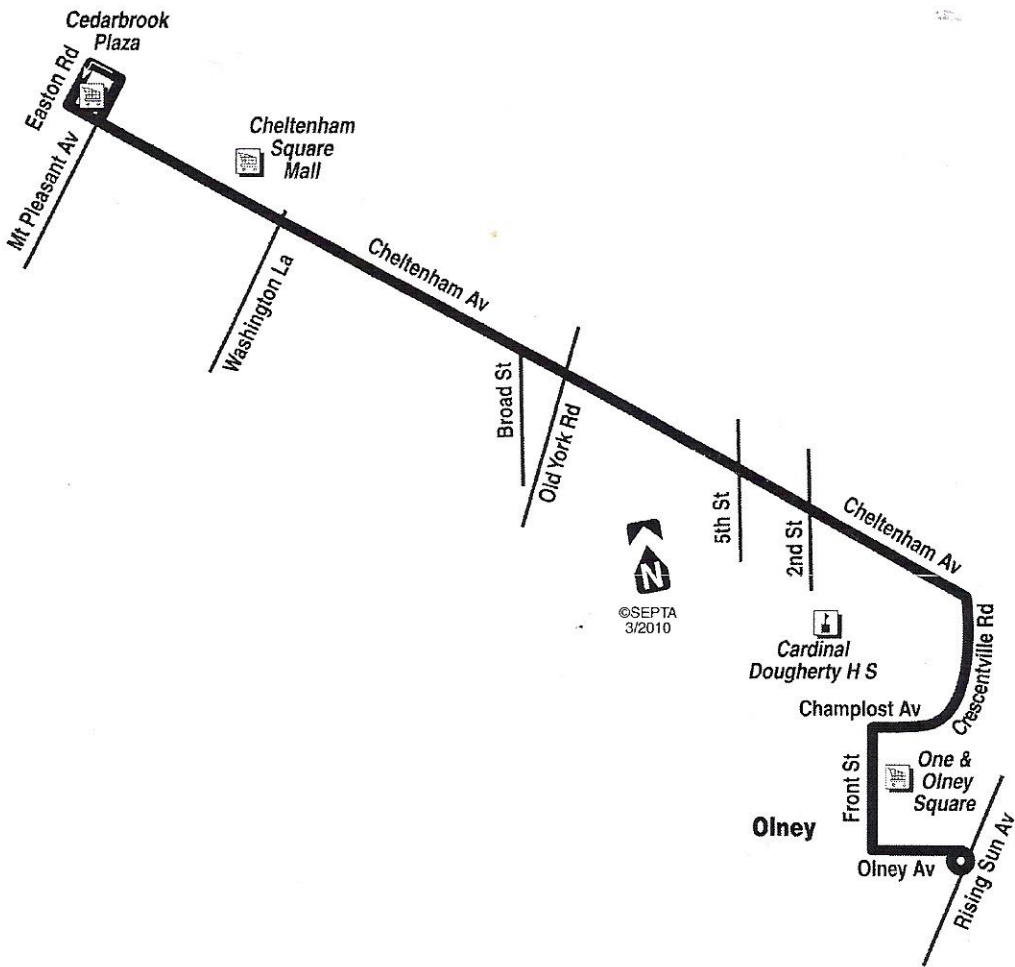 Cedarbrook
Plaza
Easton Rd
Mt Pleasant Av
Cheltenham
Square
Mall
Washington La
Cheltenham Av
Broad St
Old York Rd
5th St
2nd St
Cheltenham Av
N
©SEPTA
3/2010
Cardinal
Dougherty H S
Crescentville Rd
Champlost Av
Front St
One &
Olney
Square
Olney
Olney Av
Rising Sun Av